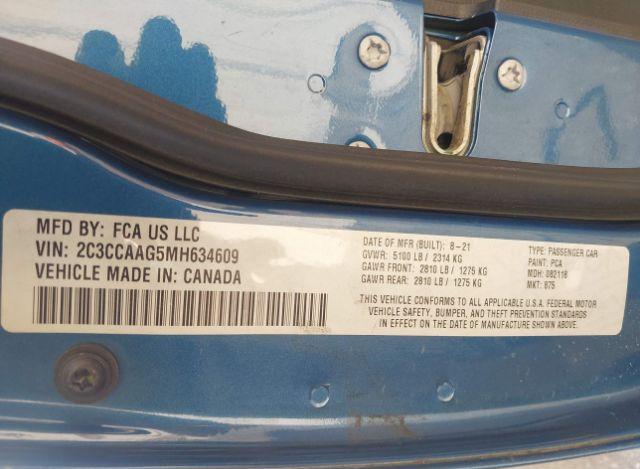 MFD BY: FCA US LLC
VIN: 2C3CCAAG5MH634609
VEHICLE MADE IN: CANADA
DATE OF MFR (BUILT): 8-21
GVWR: 5100 LB / 2314 KG
GAWR FRONT: 2810 LB / 1275 KG
GAWR REAR: 2810 LB / 1275 KG
TYPE: PASSENGER CAR
PAINT: PCA
MDH: 082116
MKT: 675
THIS VEHICLE CONFORMS TO ALL APPLICABLE U.S.A. FEDERAL MOTOR
VEHICLE SAFETY, BUMPER, AND THEFT PREVENTION STANDARDS
IN EFFECT ON THE DATE OF MANUFACTURE SHOWN ABOVE.